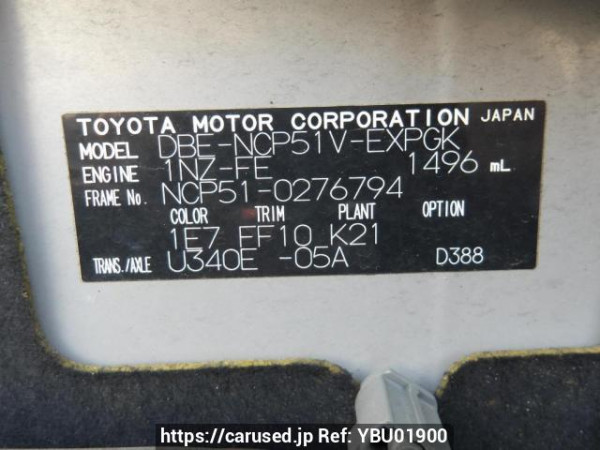 TOYOTA MOTOR CORPORATION JAPAN
MODEL DBE-NCP51V-EXPGK
ENGINE 1NZ-FE 1496 mL
FRAME No. NCP51-0276794
COLOR TRIM PLANT OPTION
1E7 FF10 K21
TRANS./AXLE U340E -05A D388
https://carused.jp Ref: YBU01900